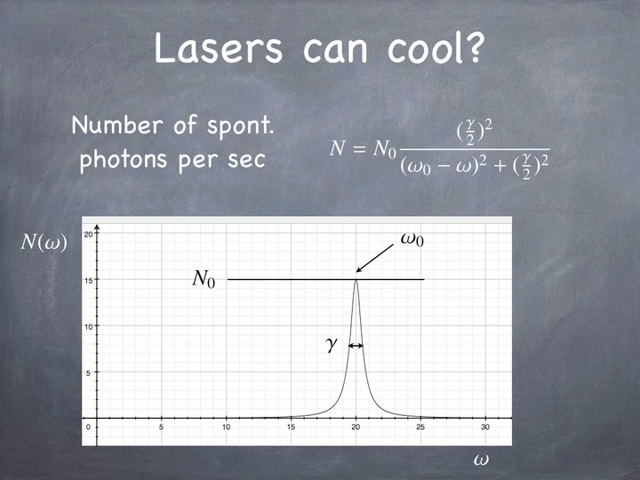 Lasers can cool?
Number of spont.
photons per sec
N = N₀ (γ/2)² / ((ω₀ − ω)² + (γ/2)²)
N(ω)
20
ω₀
15
N₀
10
γ
5
0 5 10 15 20 25 30
ω